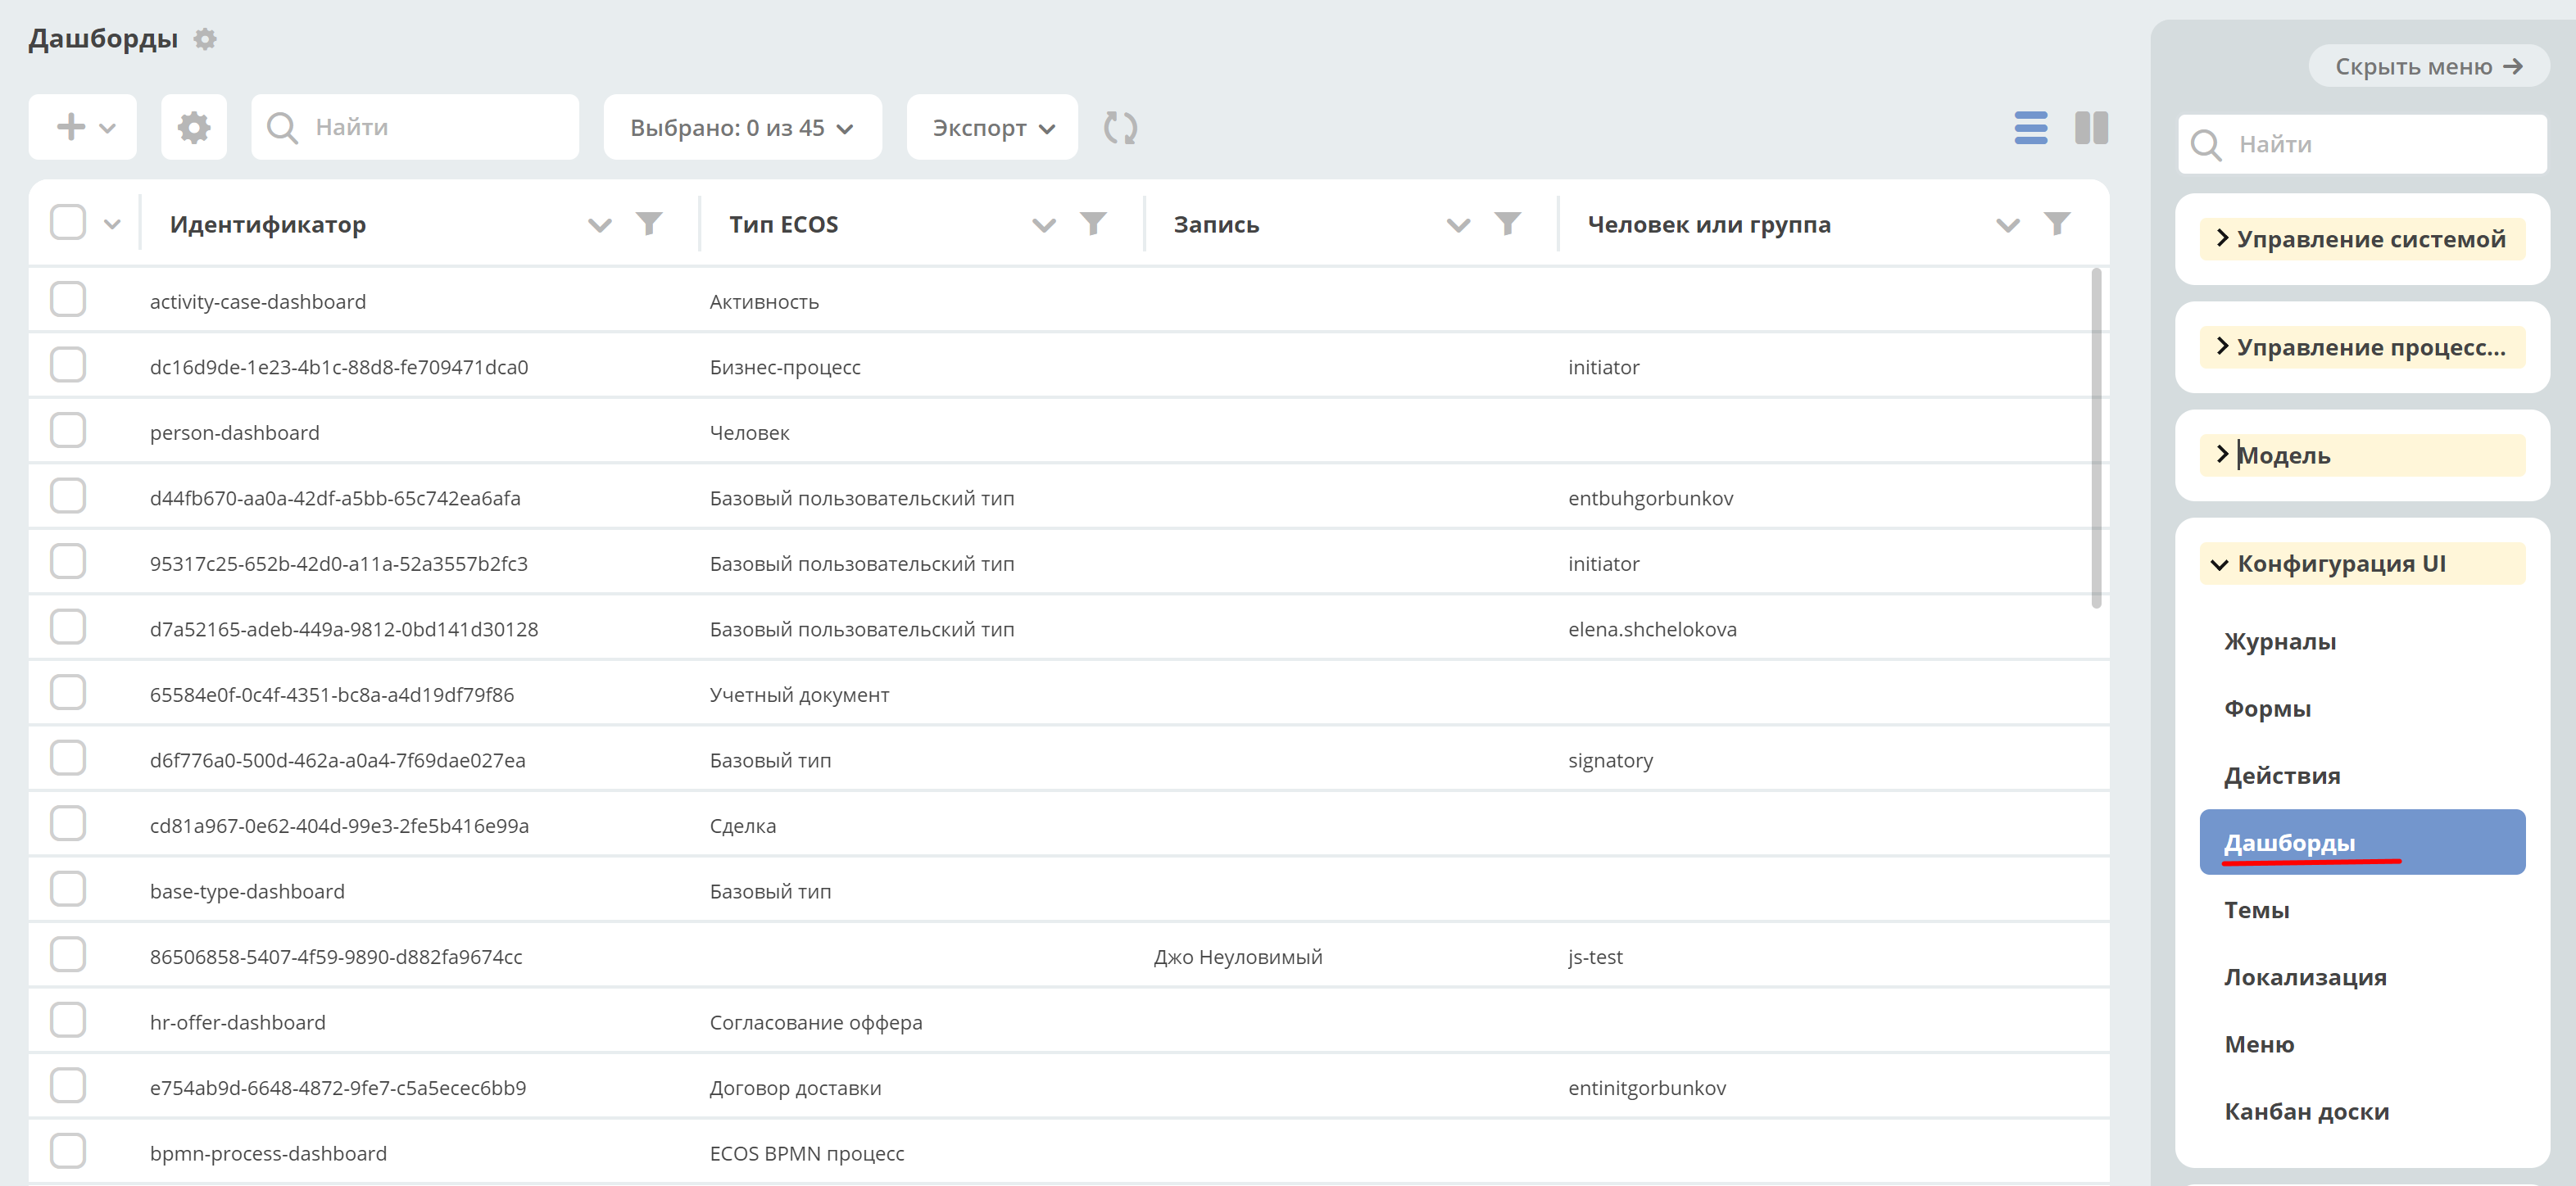 Дашборды
Найти
Выбрано: 0 из 45
Экспорт
Идентификатор Тип ECOS Запись Человек или группа
activity-case-dashboard Активность
dc16d9de-1e23-4b1c-88d8-fe709471dca0 Бизнес-процесс initiator
person-dashboard Человек
d44fb670-aa0a-42df-a5bb-65c742ea6afa Базовый пользовательский тип entbuhgorbunkov
95317c25-652b-42d0-a11a-52a3557b2fc3 Базовый пользовательский тип initiator
d7a52165-adeb-449a-9812-0bd141d30128 Базовый пользовательский тип elena.shchelokova
65584e0f-0c4f-4351-bc8a-a4d19df79f86 Учетный документ
d6f776a0-500d-462a-a0a4-7f69dae027ea Базовый тип signatory
cd81a967-0e62-404d-99e3-2fe5b416e99a Сделка
base-type-dashboard Базовый тип
86506858-5407-4f59-9890-d882fa9674cc Джо Неуловимый js-test
hr-offer-dashboard Согласование оффера
e754ab9d-6648-4872-9fe7-c5a5ecec6bb9 Договор доставки entinitgorbunkov
bpmn-process-dashboard ECOS BPMN процесс
Скрыть меню
Найти
Управление системой
Управление процесс...
Модель
Конфигурация UI
Журналы
Формы
Действия
Дашборды
Темы
Локализация
Меню
Канбан доски